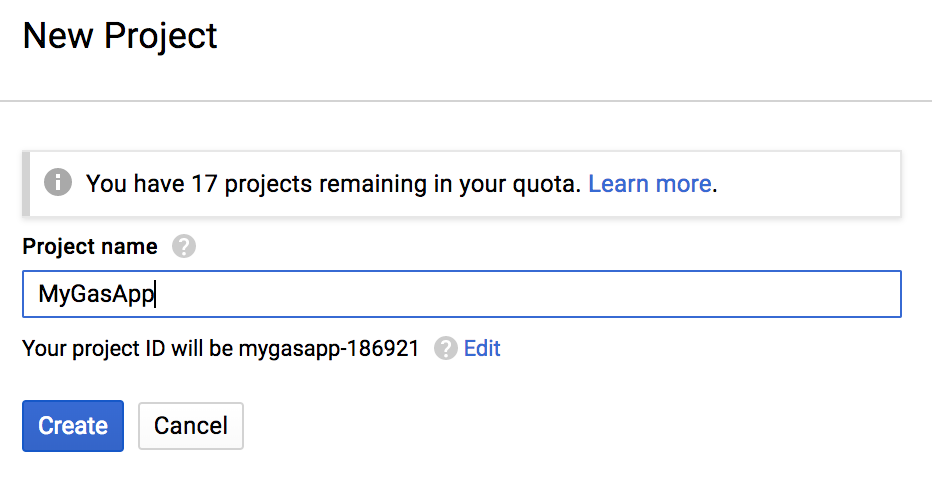 New Project
You have 17 projects remaining in your quota. Learn more.
Project name
MyGasApp
Your project ID will be mygasapp-186921 Edit
Create Cancel